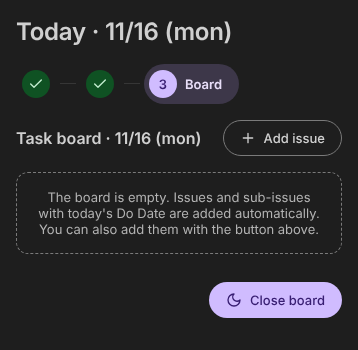 Today · 11/16 (mon)
3 Board
Task board · 11/16 (mon)
Add issue
The board is empty. Issues and sub-issues
with today's Do Date are added automatically.
You can also add them with the button above.
Close board